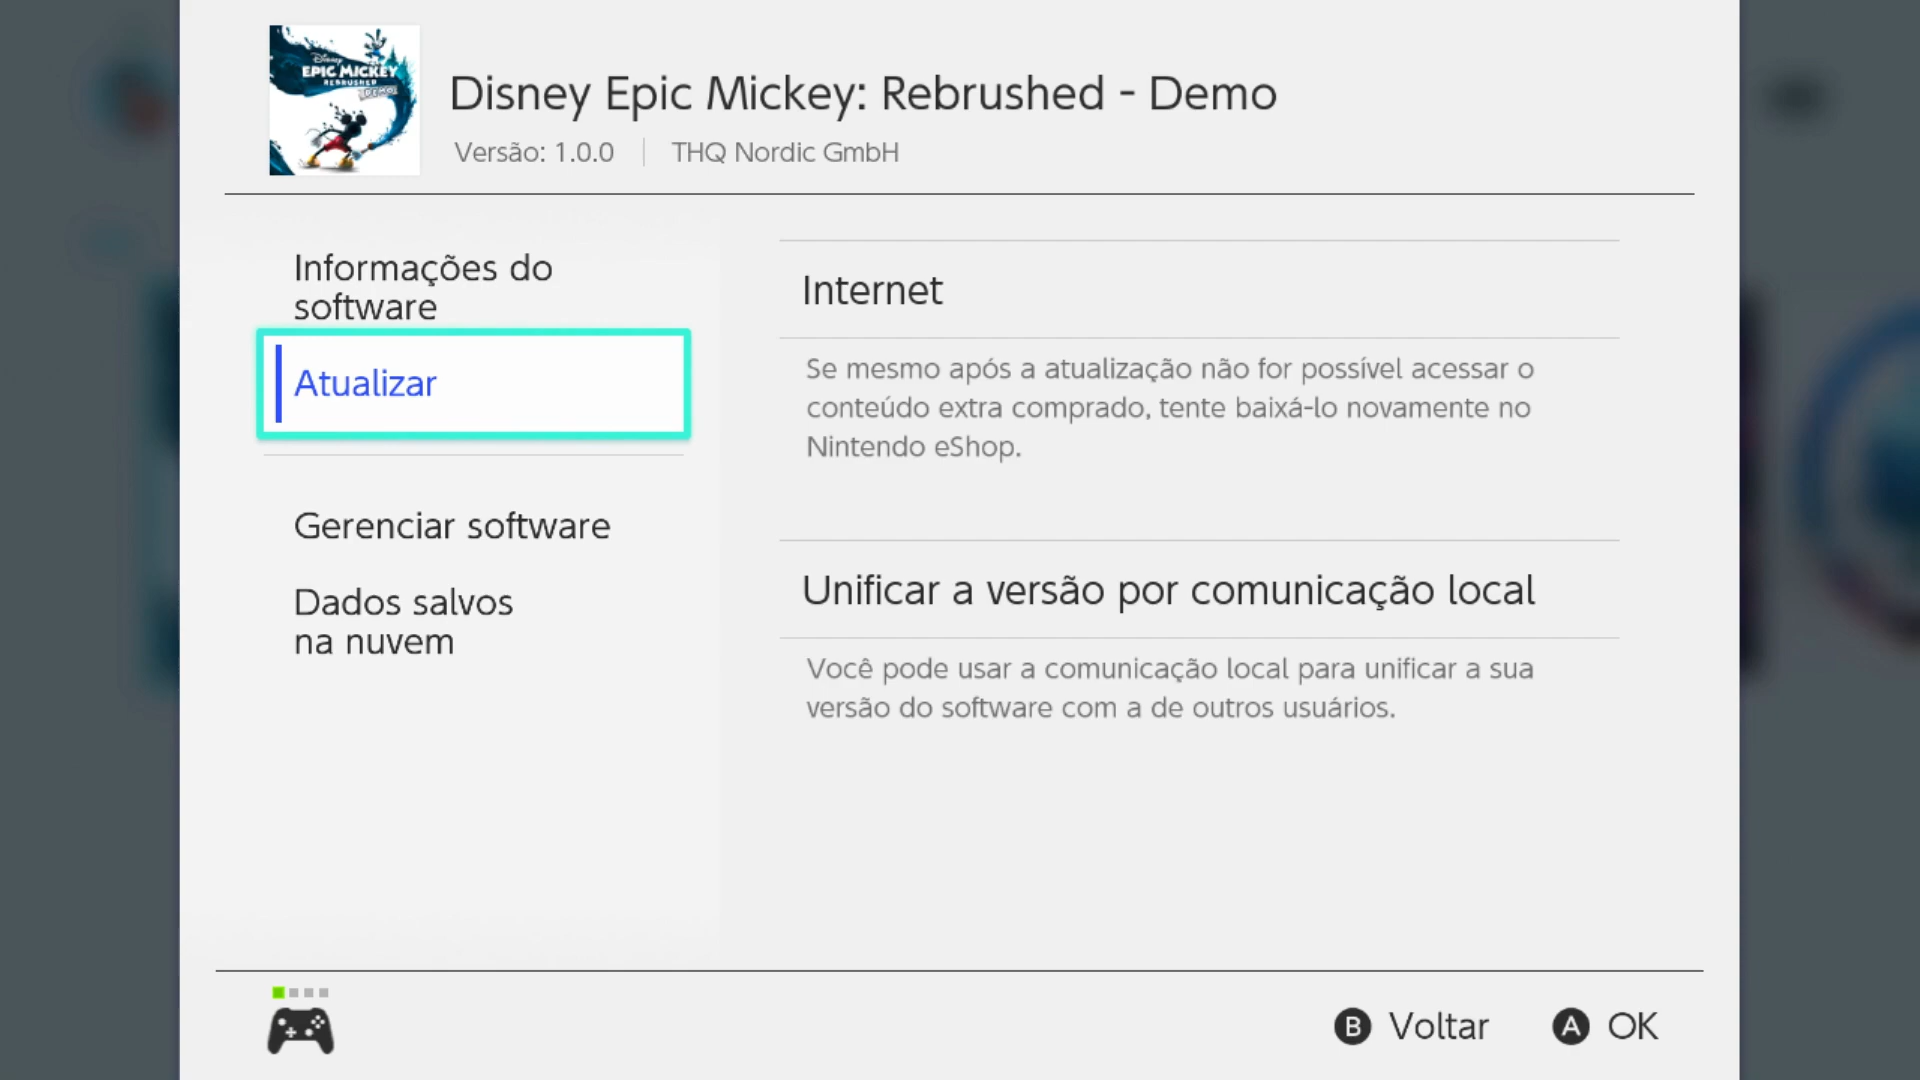 Disney
EPIC MICKEY
REBRUSHED
DEMO
Disney Epic Mickey: Rebrushed - Demo
Versão: 1.0.0
THQ Nordic GmbH
Informações do
software
Atualizar
Gerenciar software
Dados salvos
na nuvem
Internet
Se mesmo após a atualização não for possível acessar o
conteúdo extra comprado, tente baixá-lo novamente no
Nintendo eShop.
Unificar a versão por comunicação local
Você pode usar a comunicação local para unificar a sua
versão do software com a de outros usuários.
B Voltar
A OK